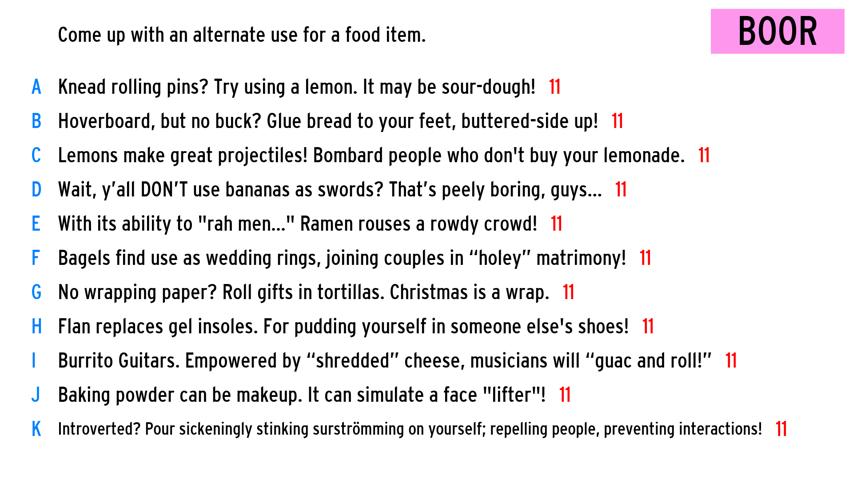 Come up with an alternate use for a food item.
BOOR
A Knead rolling pins? Try using a lemon. It may be sour-dough! 11
B Hoverboard, but no buck? Glue bread to your feet, buttered-side up! 11
C Lemons make great projectiles! Bombard people who don't buy your lemonade. 11
D Wait, y’all DON’T use bananas as swords? That’s peely boring, guys... 11
E With its ability to "rah men..." Ramen rouses a rowdy crowd! 11
F Bagels find use as wedding rings, joining couples in “holey” matrimony! 11
G No wrapping paper? Roll gifts in tortillas. Christmas is a wrap. 11
H Flan replaces gel insoles. For pudding yourself in someone else's shoes! 11
I Burrito Guitars. Empowered by “shredded” cheese, musicians will “guac and roll!” 11
J Baking powder can be makeup. It can simulate a face "lifter"! 11
K Introverted? Pour sickeningly stinking surströmming on yourself; repelling people, preventing interactions! 11